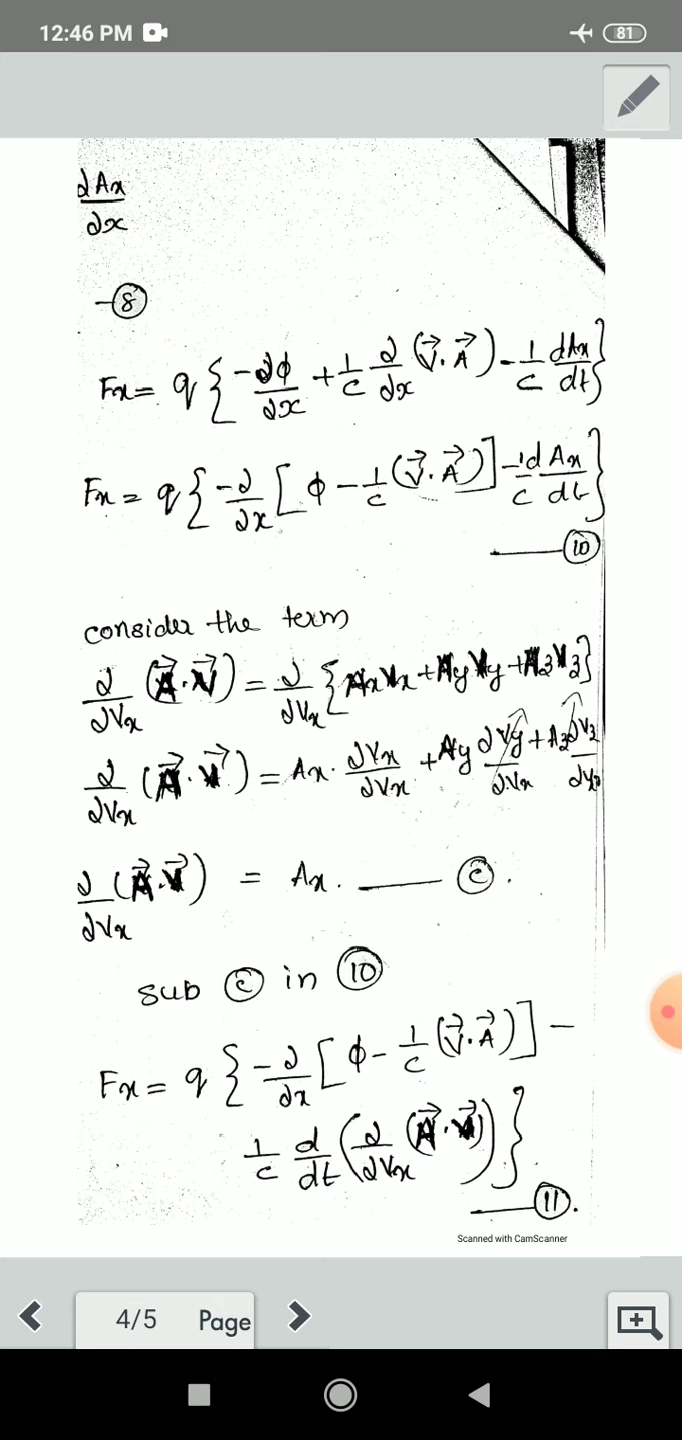 12:46 PM 81
∂Ax
∂x
—⑧
Fx = q { -∂φ/∂x + 1/c ∂/∂x (V⃗.A⃗) - 1/c dAx/dt }
Fx = q { -∂/∂x [ φ - 1/c (V⃗.A⃗) ] - 1/c d Ax/dt }
—⑩
consider the term
∂/∂Vx (A⃗.V⃗) = ∂/∂Vx { AxVx + AyVy + AzVz }
∂/∂Vx (A⃗.V⃗) = Ax. ∂Vx/∂Vx + Ay ∂Vy/∂Vx + Az ∂Vz/∂Vx
∂/∂Vx (A⃗.V⃗) = Ax. — ⓒ.
sub ⓒ in ⑩
Fx = q { -∂/∂x [ φ - 1/c (V⃗.A⃗) ] -
1/c d/dt ( ∂/∂Vx (A⃗.V⃗) ) }
—⑪.
Scanned with CamScanner
4/5 Page